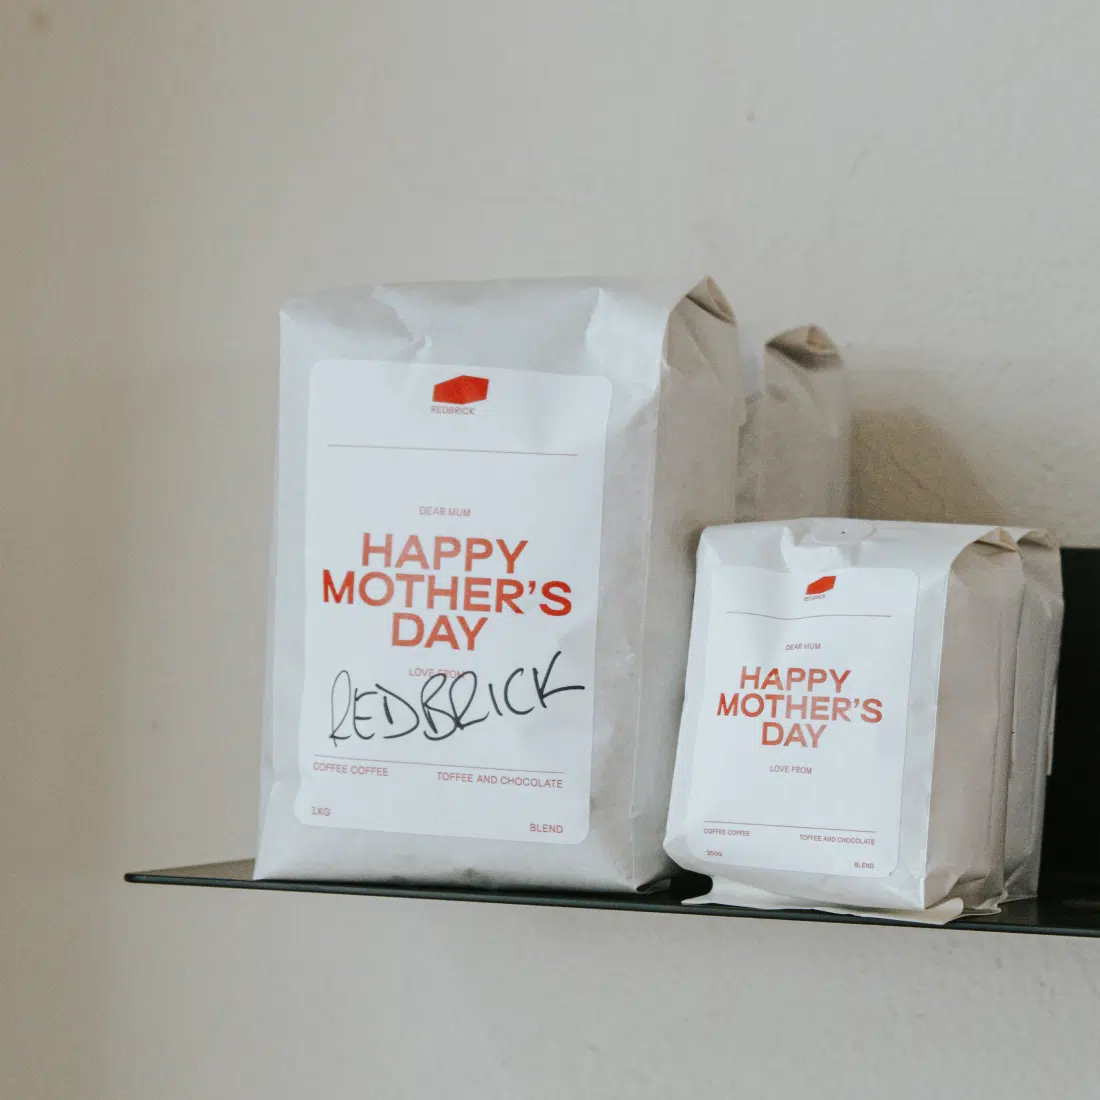 REDBRICK
DEAR MUM
HAPPY
MOTHER'S
DAY
LOVE FROM
REDBRICK
COFFEE COFFEE
TOFFEE AND CHOCOLATE
1KG
BLEND
REDBRICK
DEAR MUM
HAPPY
MOTHER'S
DAY
LOVE FROM
COFFEE COFFEE
TOFFEE AND CHOCOLATE
BLEND